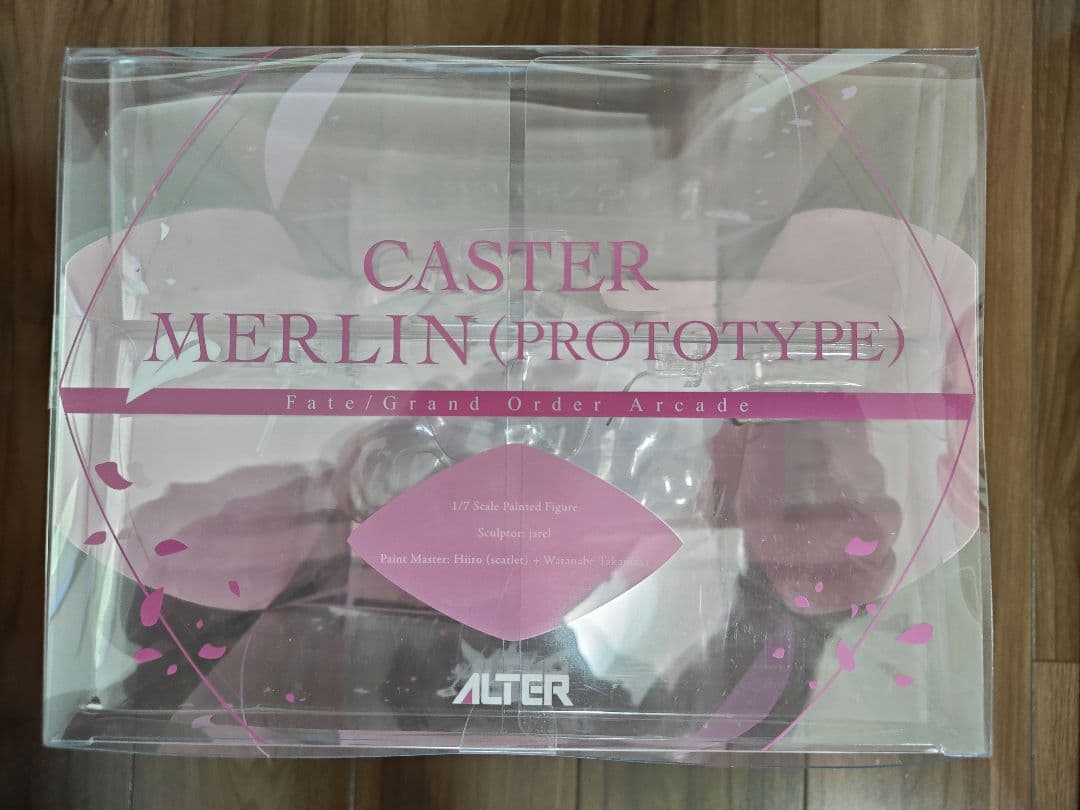 CASTER
MERLIN (PROTOTYPE)
Fate/Grand Order Arcade
1/7 Scale Painted Figure
Sculptor: jarel
Paint Master: Hiiro (scarlet) + Watanabe
ALTER